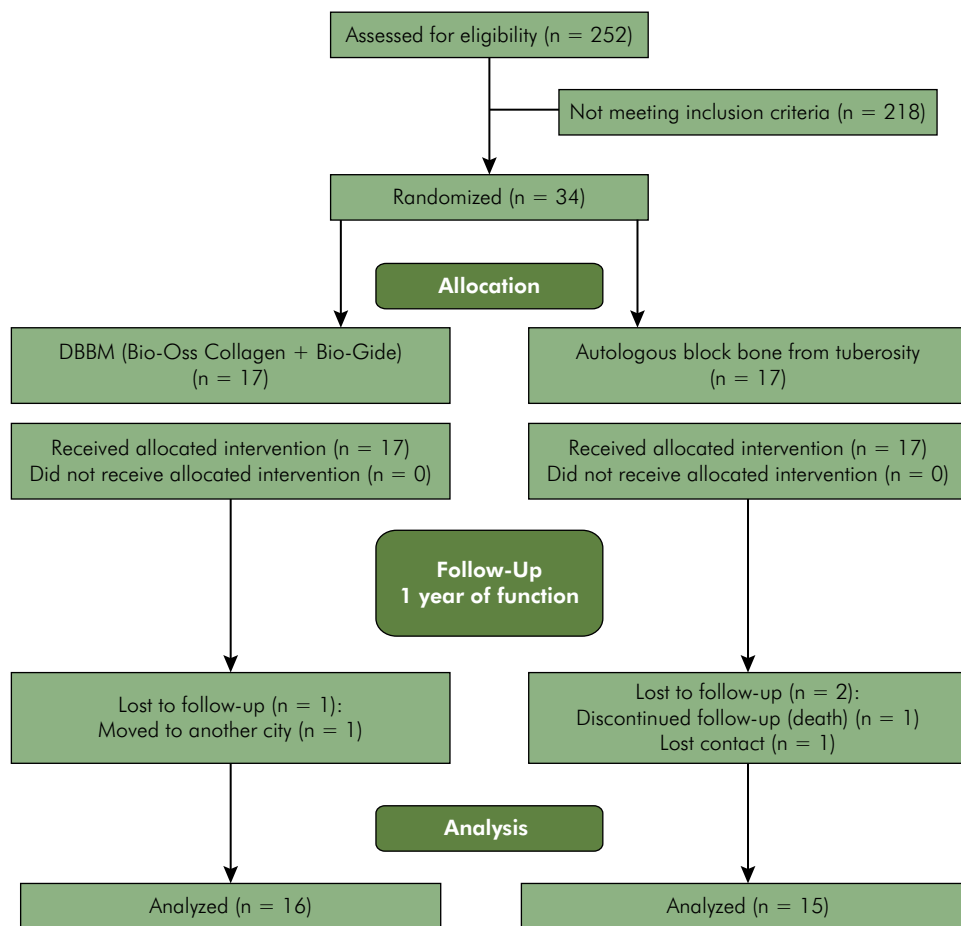 Assessed for eligibility (n = 252)
Not meeting inclusion criteria (n = 218)
Randomized (n = 34)
Allocation
DBBM (Bio-Oss Collagen + Bio-Gide)
(n = 17)
Autologous block bone from tuberosity
(n = 17)
Received allocated intervention (n = 17)
Did not receive allocated intervention (n = 0)
Received allocated intervention (n = 17)
Did not receive allocated intervention (n = 0)
Follow-Up
1 year of function
Lost to follow-up (n = 1):
Moved to another city (n = 1)
Lost to follow-up (n = 2):
Discontinued follow-up (death) (n = 1)
Lost contact (n = 1)
Analysis
Analyzed (n = 16)
Analyzed (n = 15)